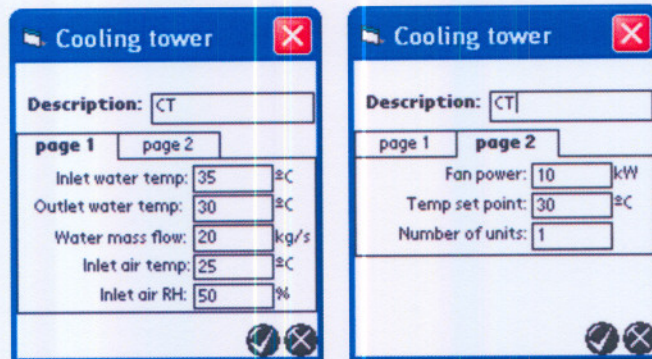 Cooling tower
Description: CT
page 1 page 2
Inlet water temp: 35 ºC
Outlet water temp: 30 ºC
Water mass flow: 20 kg/s
Inlet air temp: 25 ºC
Inlet air RH: 50 %
Cooling tower
Description: CT
page 1 page 2
Fan power: 10 kW
Temp set point: 30 ºC
Number of units: 1